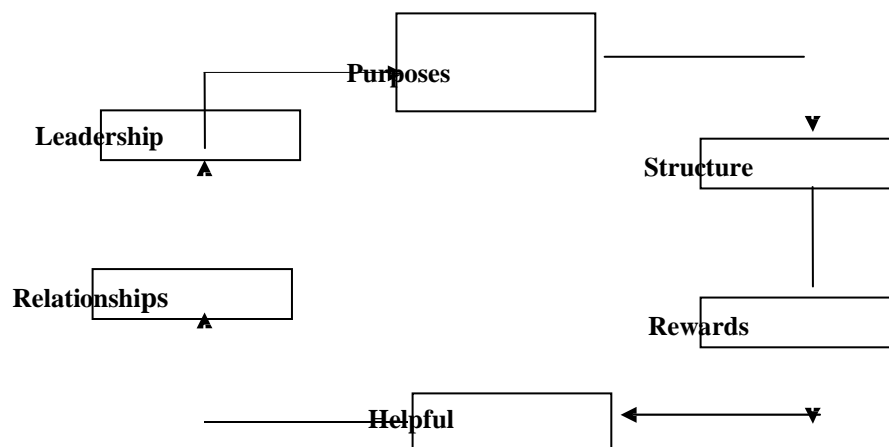 Purposes
Leadership
Structure
Relationships
Rewards
Helpful